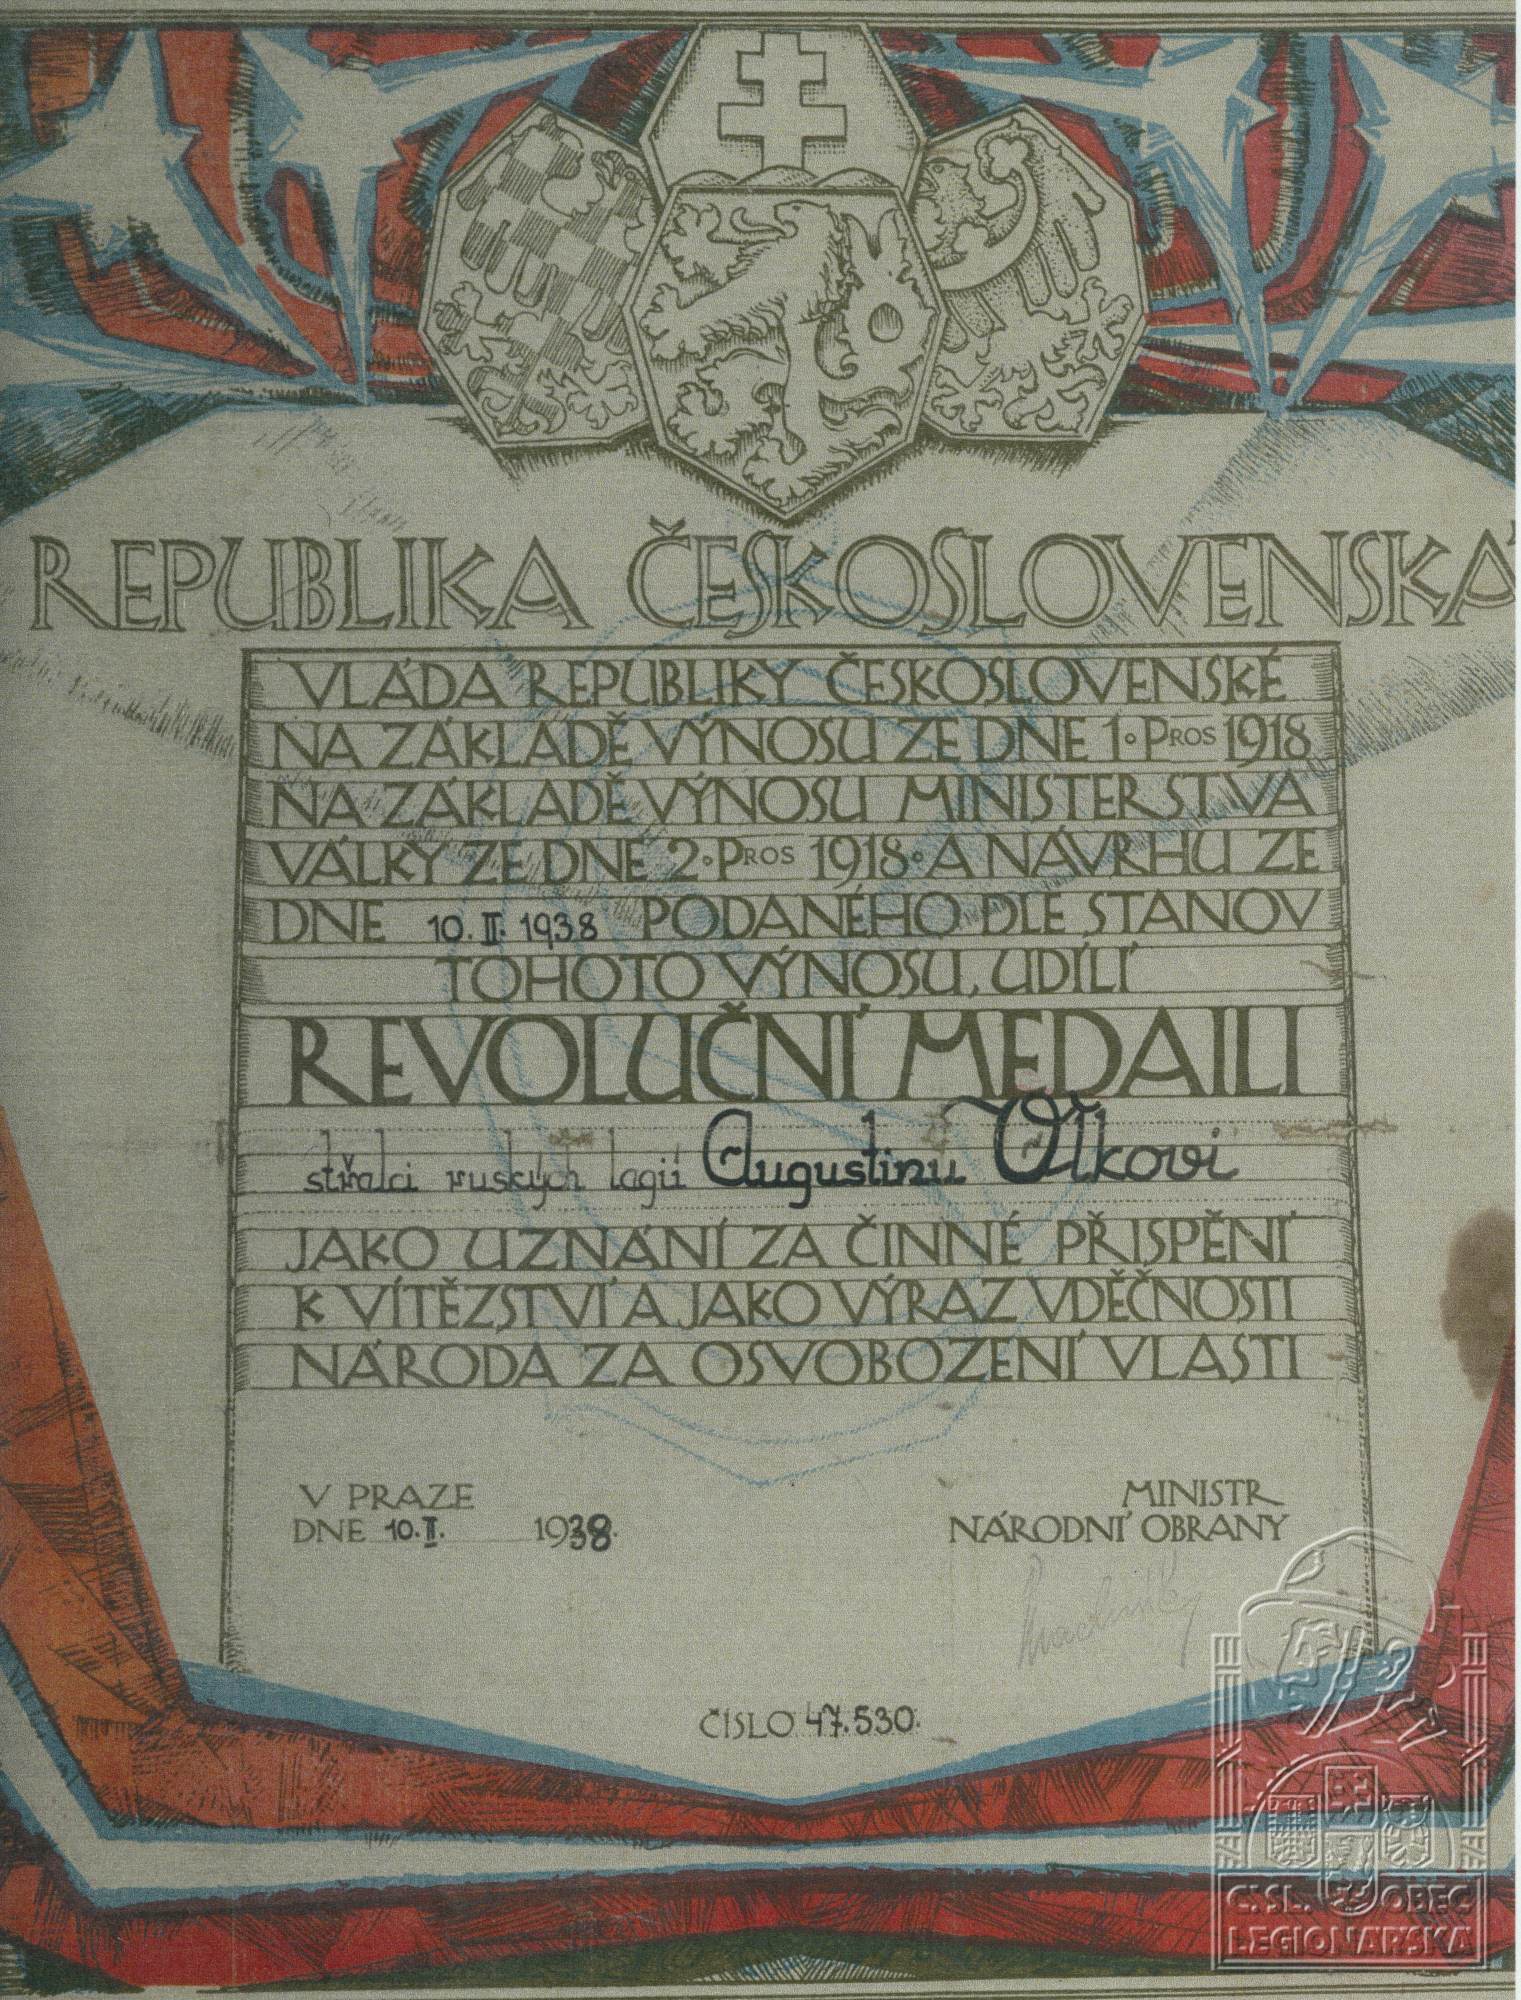 REPUBLIKA ČESKOSLOVENSKÁ
VLÁDA REPUBLIKY ČESKOSLOVENSKÉ
NA ZÁKLADĚ VÝNOSU ZE DNE 1. PROS 1918
NA ZÁKLADĚ VÝNOSU MINISTERSTVA
VÁLKY ZE DNE 2. PROS 1918. A NÁVRHU ZE
DNE 10. II. 1938 PODANÉHO DLE STANOV
TOHOTO VÝNOSU, UDÍLÍ
REVOLUČNÍ MEDAILI
střelci ruských legií Augustinu
JAKO UZNÁNÍ ZA ČINNÉ PŘISPĚNÍ
K VÍTĚZSTVÍ A JAKO VÝRAZ VDĚČNOSTI
NÁRODA ZA OSVOBOZENÍ VLASTI
V PRAZE
DNE 10. II. 1938.
MINISTR
NÁRODNÍ OBRANY
ČÍSLO 47.530.
Č.SL. OBEC
LEGIONÁŘSKÁ